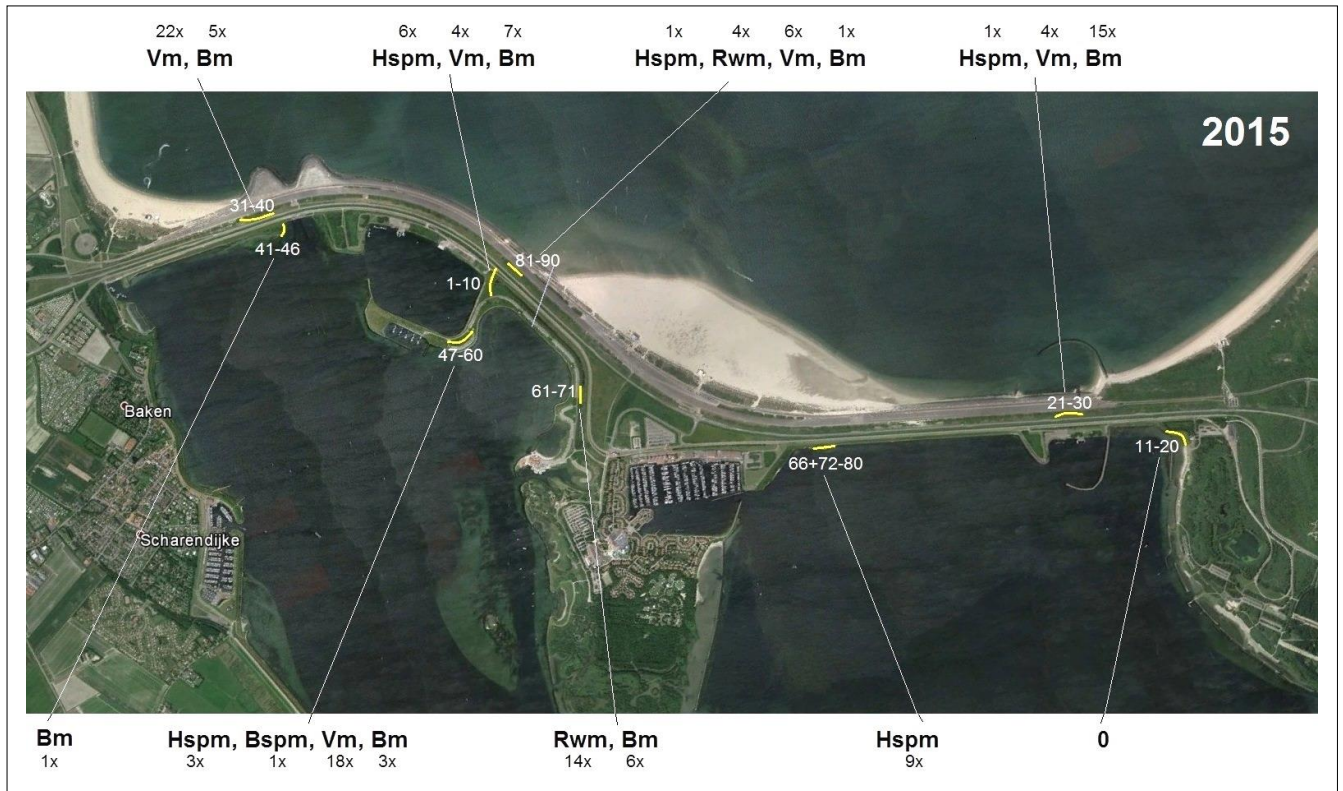 22x 5x 6x 4x 7x 1x 4x 6x 1x 1x 4x 15x
Vm, Bm Hspm, Vm, Bm Hspm, Rwm, Vm, Bm Hspm, Vm, Bm
2015
31-40
41-46
81-90
1-10
47-60
61-71
Baken
21-30
11-20
66+72-80
Scharendijke
Bm Hspm, Bspm, Vm, Bm Rwm, Bm Hspm 0
1x 3x 1x 18x 3x 14x 6x 9x